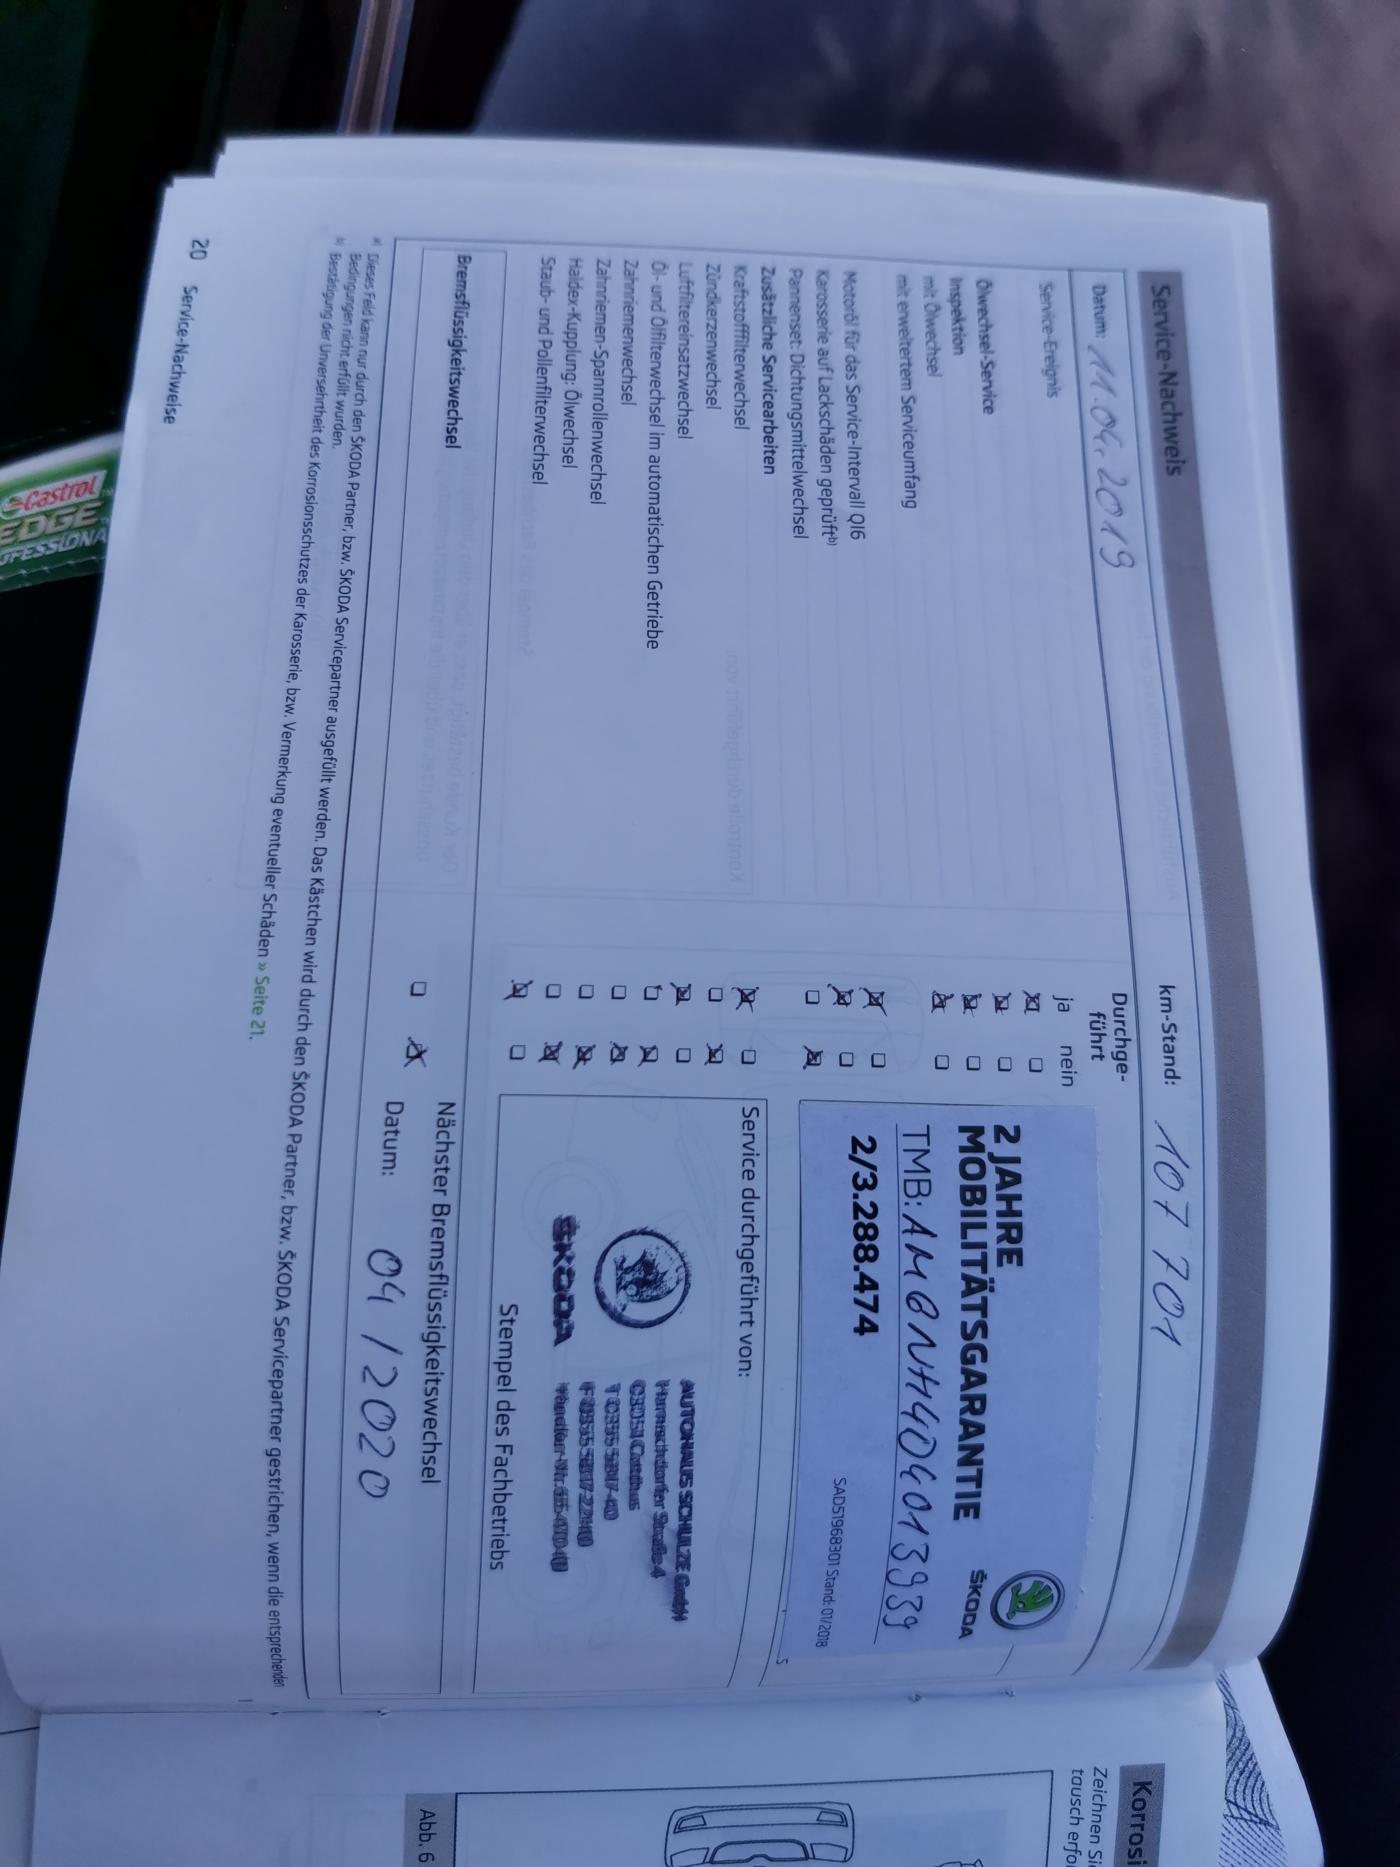 Service-Nachweis
Datum: 11.04.2019
km-Stand: 107 701
Service-Ereignis
Durchge-
führt
ja nein
Ölwechsel-Service
Inspektion
mit Ölwechsel
mit erweitertem Serviceumfang
Motoröl für das Service-Intervall QI6
Karosserie auf Lackschäden geprüft b)
Pannenset: Dichtungsmittelwechsel
Zusätzliche Servicearbeiten
Kraftstofffilterwechsel
Zündkerzenwechsel
Luftfiltereinsatzwechsel
Öl- und Ölfilterwechsel im automatischen Getriebe
Zahnriemenwechsel
Zahnriemen-Spannrollenwechsel
Haldex-Kupplung: Ölwechsel
Staub- und Pollenfilterwechsel
2 JAHRE
MOBILITÄTSGARANTIE
ŠKODA
TMB: AM8NH404013939
2/3.288.474
SAD51968301 Stand: 01/2018
Service durchgeführt von:
ŠKODA
AUTOHAUS SCHULZE GmbH
Stempel des Fachbetriebs
Bremsflüssigkeitswechsel
Nächster Bremsflüssigkeitswechsel
Datum: 04/2020
a) Dieses Feld kann nur durch den ŠKODA Partner, bzw. ŠKODA Servicepartner ausgefüllt werden. Das Kästchen wird durch den ŠKODA Partner, bzw. ŠKODA Servicepartner gestrichen, wenn die entsprechenden
Bedingungen nicht erfüllt wurden.
b) Bestätigung der Unversehrtheit des Korrosionsschutzes der Karosserie, bzw. Vermerkung eventueller Schäden » Seite 21.
20 Service-Nachweise
Korrosi
Zeichnen Si
tausch erfo
Abb. 6
Castrol
EDGE
OFESSIONA